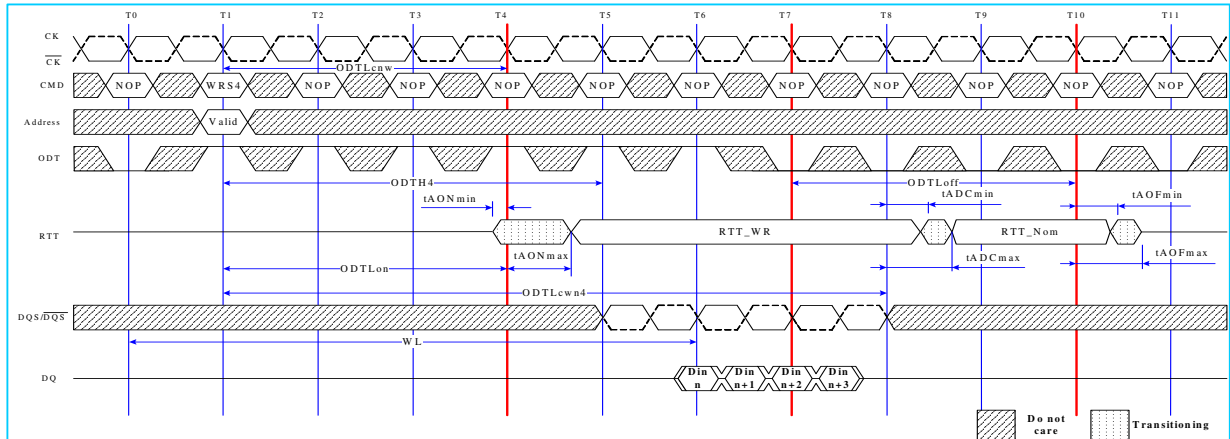 T0 T1 T2 T3 T4 T5 T6 T7 T8 T9 T10 T11
CK
CK
ODTLcnw
CMD NOP WRS4 NOP NOP NOP NOP NOP NOP NOP NOP NOP NOP
Address Valid
ODT
ODTH4 ODTLoff
tAONmin tADCmin tAOFmin
RTT RTT_WR RTT_Nom
tAONmax tADCmax tAOFmax
ODTLon
ODTLcwn4
DQS/DQS
WL
DQ Din n Din n+1 Din n+2 Din n+3
Do not care Transitioning